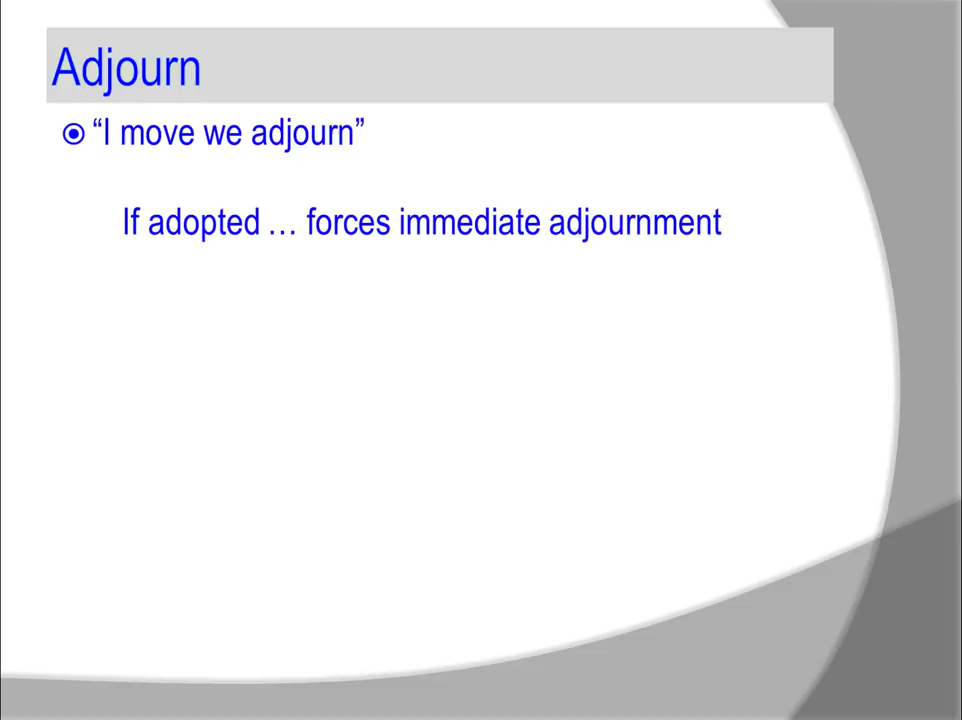 Adjourn
“I move we adjourn”
If adopted … forces immediate adjournment